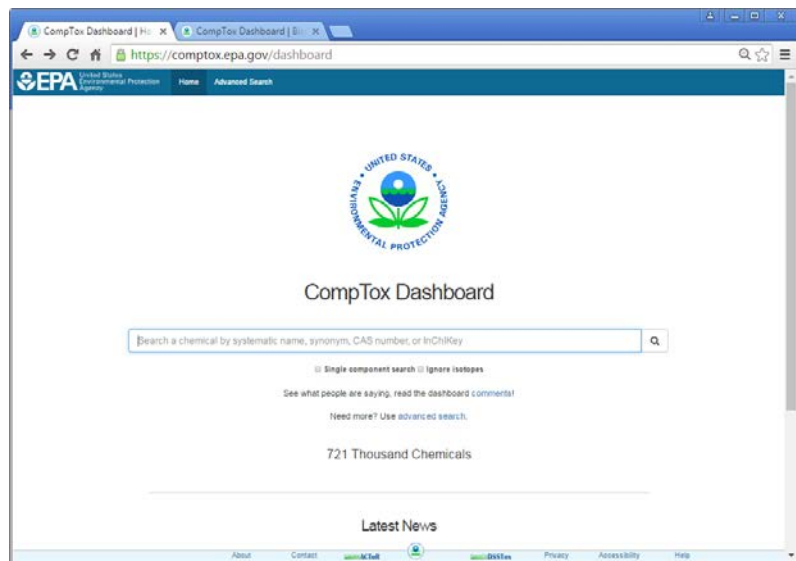 CompTox Dashboard | Ho
CompTox Dashboard |
https://comptox.epa.gov/dashboard
EPA United States Environmental Protection Agency
Home
Advanced Search
UNITED STATES
ENVIRONMENTAL PROTECTION AGENCY
CompTox Dashboard
Search a chemical by systematic name, synonym, CAS number, or InChIKey
Single component search
Ignore isotopes
See what people are saying, read the dashboard comments!
Need more? Use advanced search.
721 Thousand Chemicals
Latest News
About
Contact
ACToR
DSSTox
Privacy
Accessibility
Help